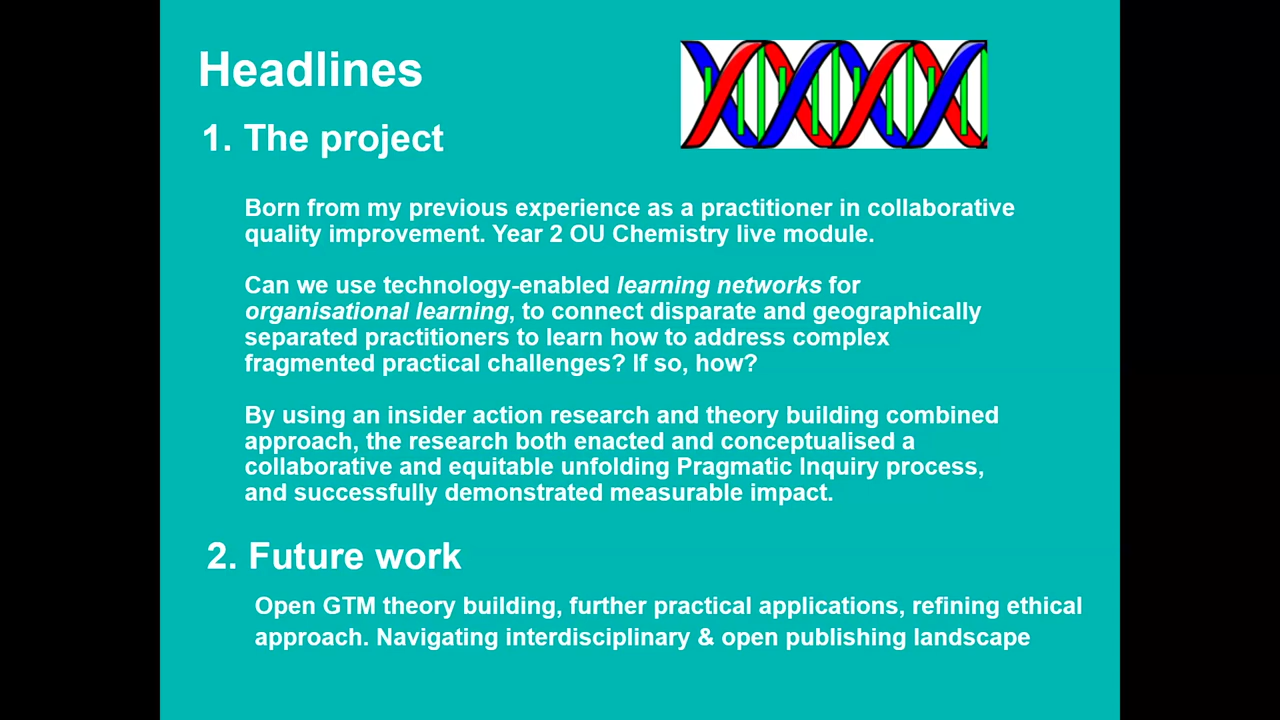 Headlines
1. The project
Born from my previous experience as a practitioner in collaborative
quality improvement. Year 2 OU Chemistry live module.
Can we use technology-enabled learning networks for
organisational learning, to connect disparate and geographically
separated practitioners to learn how to address complex
fragmented practical challenges? If so, how?
By using an insider action research and theory building combined
approach, the research both enacted and conceptualised a
collaborative and equitable unfolding Pragmatic Inquiry process,
and successfully demonstrated measurable impact.
2. Future work
Open GTM theory building, further practical applications, refining ethical
approach. Navigating interdisciplinary & open publishing landscape